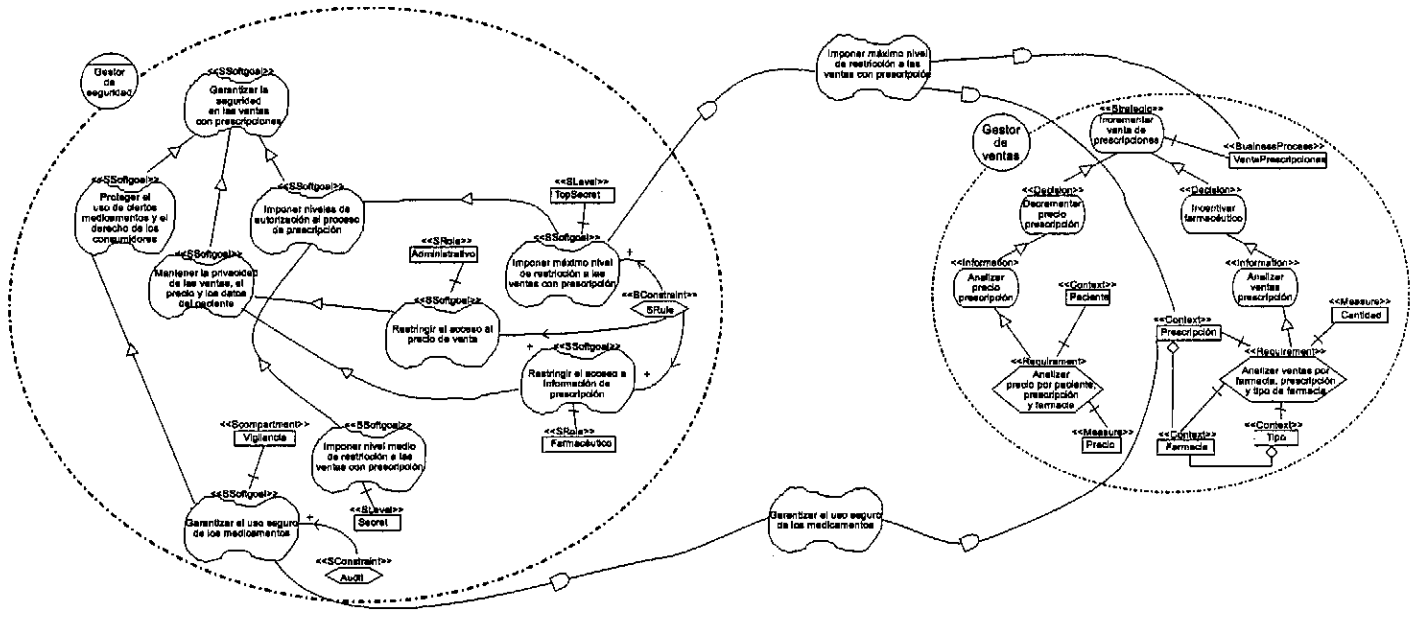 Gestor
de
seguridad
<<SSoftgoal>>
Garantizar la
seguridad
en las ventas
con prescripciones
<<SSoftgoal>>
Proteger el
uso de ciertos
medicamentos y el
derecho de los
consumidores
<<SSoftgoal>>
Imponer niveles de
autorización al proceso
de prescripción
<<SSoftgoal>>
Mantener la privacidad
de las ventas, el
precio y los datos
del paciente
<<SLevel>>
TopSecret
<<SSoftgoal>>
Imponer máximo nivel
de restricción a las
ventas con prescripción
<<SRole>>
Administrativo
<<SSoftgoal>>
Restringir el acceso al
precio de venta
<<SConstraint>>
SRule
<<SSoftgoal>>
Restringir el acceso a
información de
prescripción
<<SRole>>
Farmacéutico
<<SSoftgoal>>
Imponer nivel medio
de restricción a las
ventas con prescripción
<<SLevel>>
Secret
<<Scompartment>>
Vigilancia
<<SSoftgoal>>
Garantizar el uso seguro
de los medicamentos
<<SConstraint>>
Audit
Imponer máximo nivel
de restricción a las
ventas con prescripción
Garantizar el uso seguro
de los medicamentos
Gestor
de
ventas
<<Strategic>>
Incrementar
venta de
prescripciones
<<BusinessProcess>>
VentaPrescripciones
<<Decision>>
Decrementar
precio
prescripción
<<Decision>>
Incentivar
farmacéutico
<<Information>>
Analizar
precio
prescripción
<<Information>>
Analizar
ventas
prescripción
<<Context>>
Paciente
<<Measure>>
Cantidad
<<Context>>
Prescripción
<<Requirement>>
Analizar
precio por paciente,
prescripción
y farmacia
<<Requirement>>
Analizar ventas por
farmacia, prescripción
y tipo de farmacia
<<Measure>>
Precio
<<Context>>
Farmacia
<<Context>>
Tipo